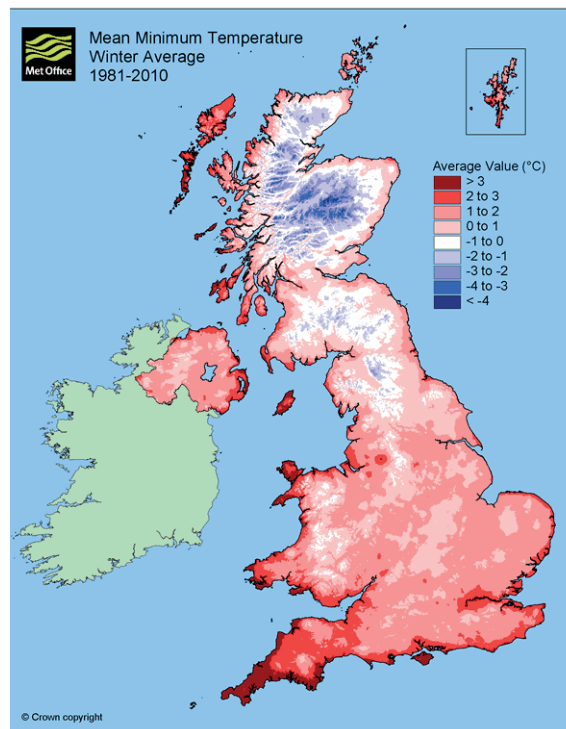 Met Office
Mean Minimum Temperature
Winter Average
1981-2010
Average Value (°C)
> 3
2 to 3
1 to 2
0 to 1
-1 to 0
-2 to -1
-3 to -2
-4 to -3
< -4
© Crown copyright